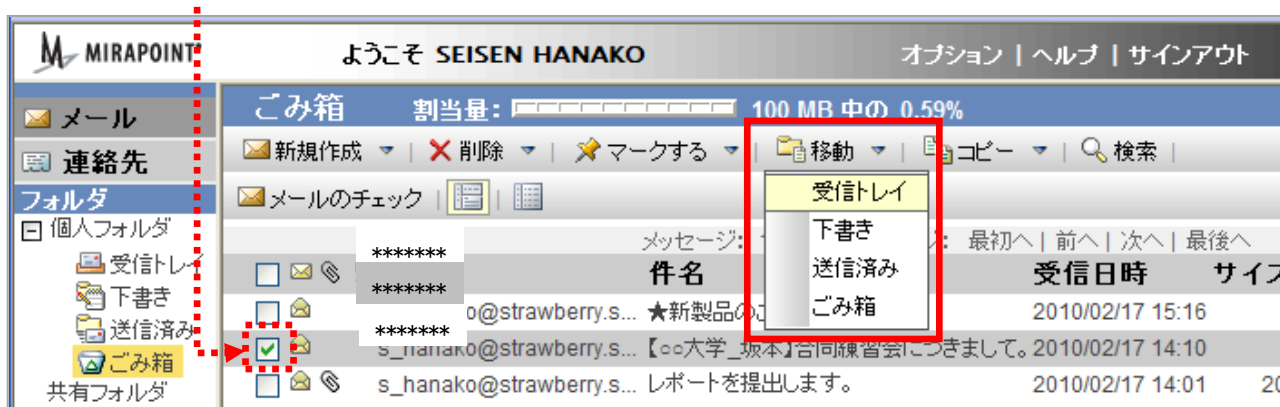 MIRAPOINT ようこそ SEISEN HANAKO オプション | ヘルプ | サインアウト
メール
連絡先
フォルダ
個人フォルダ
受信トレイ
下書き
送信済み
ごみ箱
共有フォルダ
ごみ箱 割当量: 100 MB 中の 0.59%
新規作成 | 削除 | マークする | 移動 | コピー | 検索 |
メールのチェック | |
受信トレイ
下書き
送信済み
ごみ箱
メッセージ: 最初へ | 前へ | 次へ | 最後へ
*******
件名 受信日時 サイズ
*******
o@strawberry.s... ★新製品の 2010/02/17 15:16
*******
s_hanako@strawberry.s... 【○○大学_坂本】合同練習会につきまして。 2010/02/17 14:10
s_hanako@strawberry.s... レポートを提出します。 2010/02/17 14:01 20